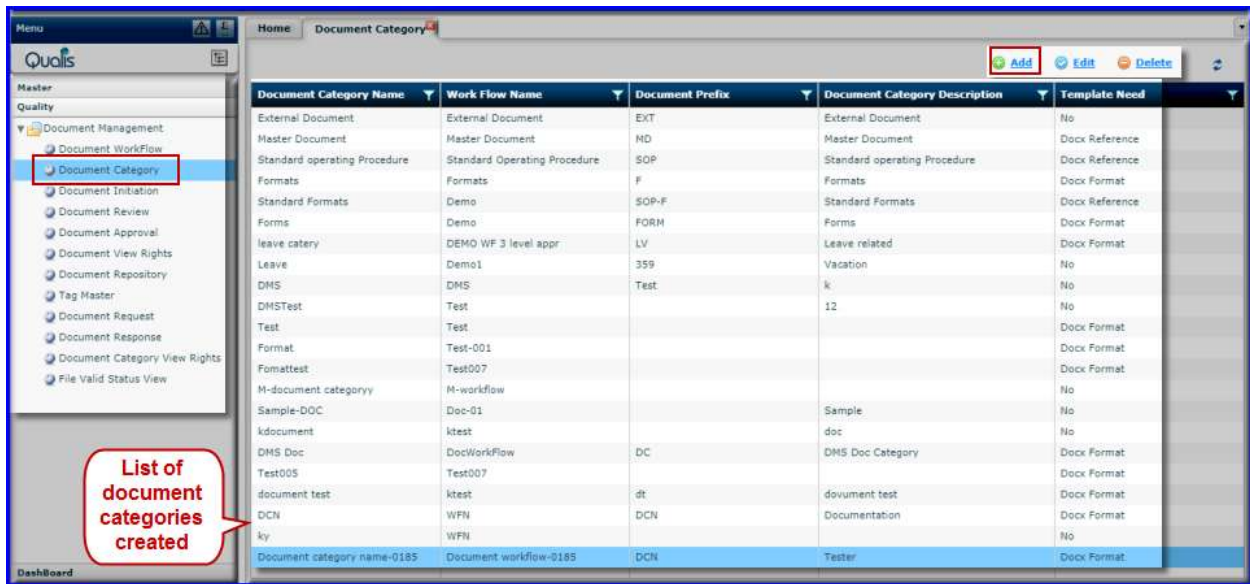 Menu
Home Document Category
Qualis
Add Edit Delete
Master
Quality
Document Management
Document WorkFlow
Document Category
Document Initiation
Document Review
Document Approval
Document View Rights
Document Repository
Tag Master
Document Request
Document Response
Document Category View Rights
File Valid Status View
DashBoard
Document Category Name Work Flow Name Document Prefix Document Category Description Template Need
External Document External Document EXT External Document No
Master Document Master Document MD Master Document Docx Reference
Standard operating Procedure Standard Operating Procedure SOP Standard operating Procedure Docx Reference
Formats Formats F Formats Docx Format
Standard Formats Demo SOP-F Standard Formats Docx Reference
Forms Demo FORM Forms Docx Format
leave catery DEMO WF 3 level appr LV Leave related Docx Format
Leave Demo1 359 Vacation No
DMS DMS Test k No
DMSTest Test 12 No
Test Test Docx Format
Format Test-001 Docx Format
Fomattest Test007 Docx Format
M-document categoryy M-workflow No
Sample-DOC Doc-01 Sample No
kdocument ktest doc No
DMS Doc DocWorkFlow DC DMS Doc Category Docx Format
Test005 Test007 Docx Format
document test ktest dt dovument test Docx Format
DCN WFN DCN Documentation Docx Format
ky WFN No
Document category name-0185 Document workflow-0185 DCN Tester Docx Format
List of
document
categories
created